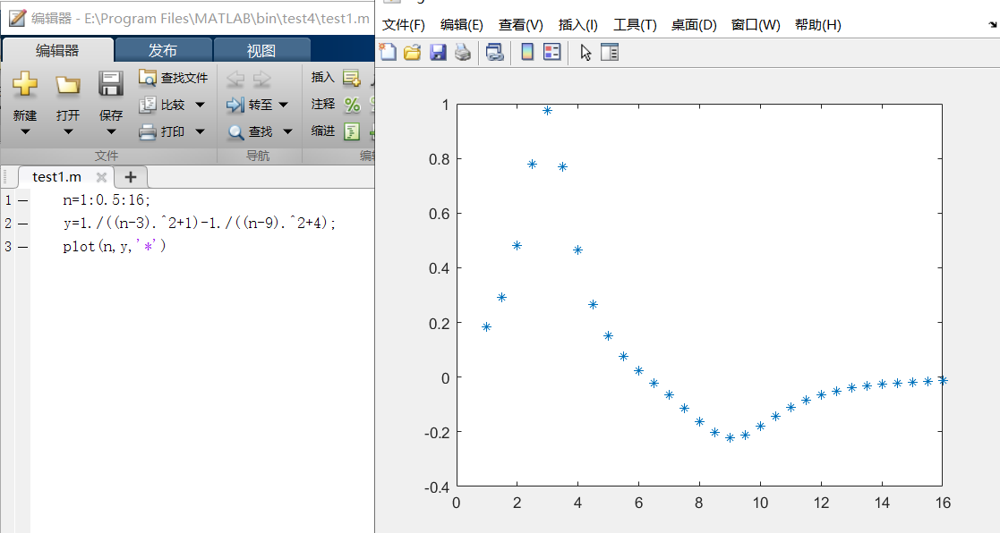 编辑器 - E:\Program Files\MATLAB\bin\test4\test1.m
编辑器 发布 视图
新建 打开 保存
查找文件
比较
打印
转至
查找
插入
注释
缩进
文件 导航
test1.m
1 n=1:0.5:16;
2 y=1./((n-3).^2+1)-1./((n-9).^2+4);
3 plot(n,y,'*')
文件(F) 编辑(E) 查看(V) 插入(I) 工具(T) 桌面(D) 窗口(W) 帮助(H)
1
0.8
0.6
0.4
0.2
0
-0.2
-0.4
0 2 4 6 8 10 12 14 16